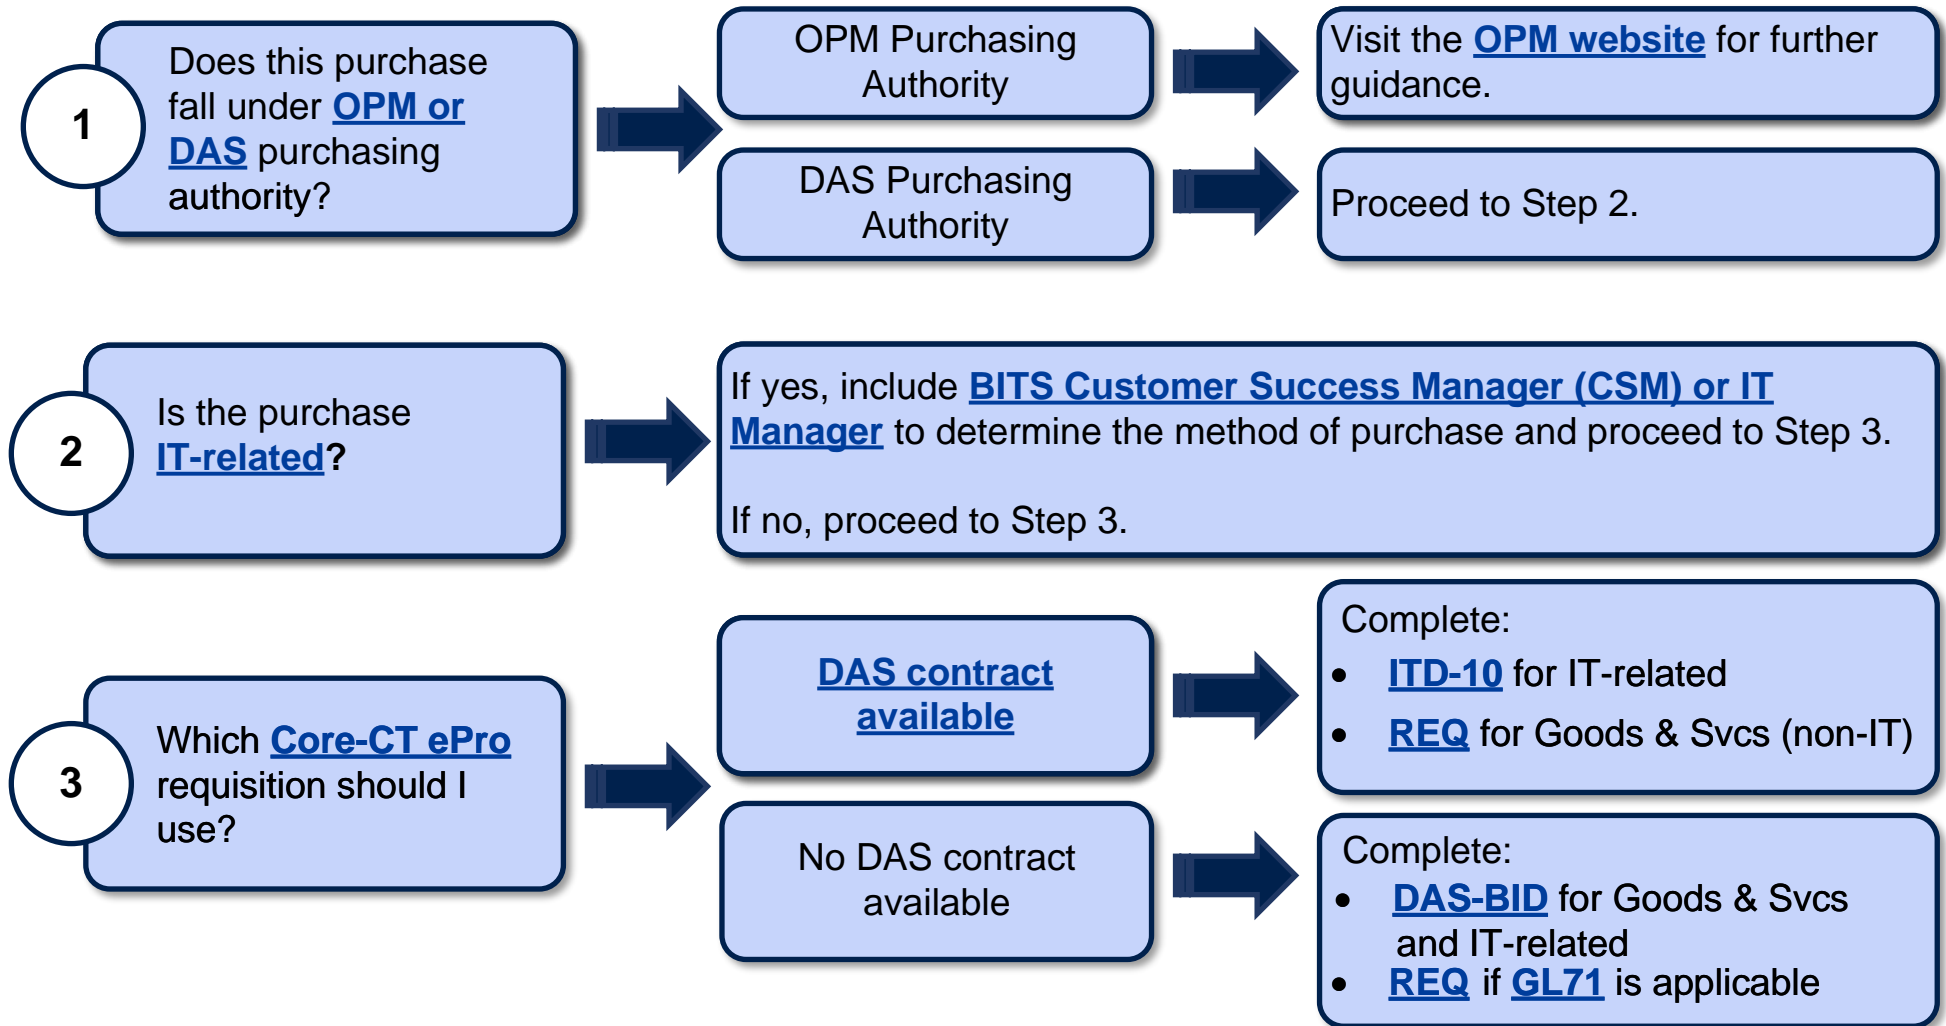 1
Does this purchase
fall under OPM or
DAS purchasing
authority?
OPM Purchasing
Authority
Visit the OPM website for further
guidance.
DAS Purchasing
Authority
Proceed to Step 2.
2
Is the purchase
IT-related?
If yes, include BITS Customer Success Manager (CSM) or IT
Manager to determine the method of purchase and proceed to Step 3.
If no, proceed to Step 3.
3
Which Core-CT ePro
requisition should I
use?
DAS contract
available
Complete:
• ITD-10 for IT-related
• REQ for Goods & Svcs (non-IT)
No DAS contract
available
Complete:
• DAS-BID for Goods & Svcs
and IT-related
• REQ if GL71 is applicable